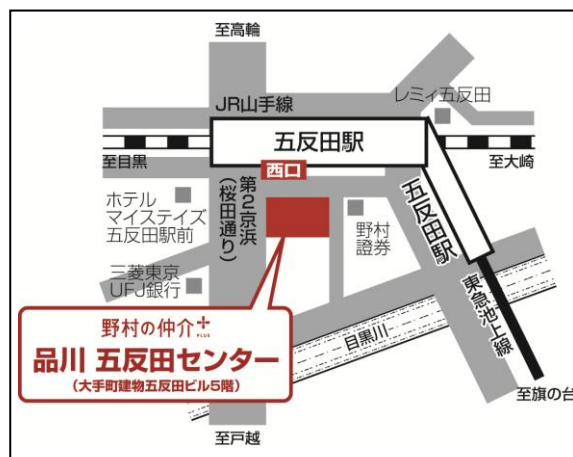 至高輪
JR山手線
レミィ五反田
五反田駅
至目黒
至大崎
西口
ホテル
マイステイズ
五反田駅前
第2京浜
(桜田通り)
野村
證券
五反田駅
三菱東京
UFJ銀行
東急池上線
目黒川
野村の仲介+
PLUS
品川 五反田センター
(大手町建物五反田ビル5階)
至旗の台
至戸越